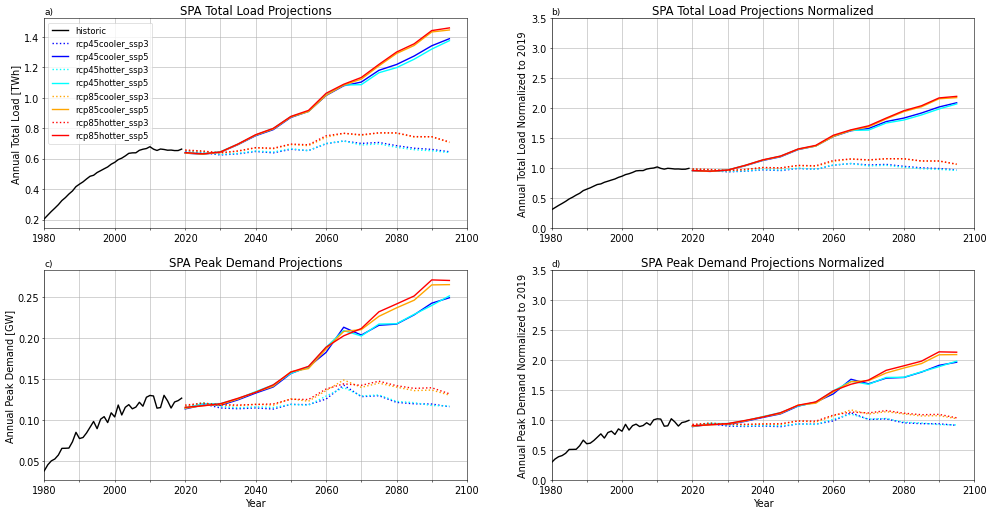 a)
SPA Total Load Projections
Annual Total Load [TWh]
1.4
1.2
1.0
0.8
0.6
0.4
0.2
historic
rcp45cooler_ssp3
rcp45cooler_ssp5
rcp45hotter_ssp3
rcp45hotter_ssp5
rcp85cooler_ssp3
rcp85cooler_ssp5
rcp85hotter_ssp3
rcp85hotter_ssp5
1980 2000 2020 2040 2060 2080 2100
b)
SPA Total Load Projections Normalized
Annual Total Load Normalized to 2019
3.5
3.0
2.5
2.0
1.5
1.0
0.5
0.0
1980 2000 2020 2040 2060 2080 2100
c)
SPA Peak Demand Projections
Annual Peak Demand [GW]
0.25
0.20
0.15
0.10
0.05
1980 2000 2020 2040 2060 2080 2100
Year
d)
SPA Peak Demand Projections Normalized
Annual Peak Demand Normalized to 2019
3.5
3.0
2.5
2.0
1.5
1.0
0.5
0.0
1980 2000 2020 2040 2060 2080 2100
Year